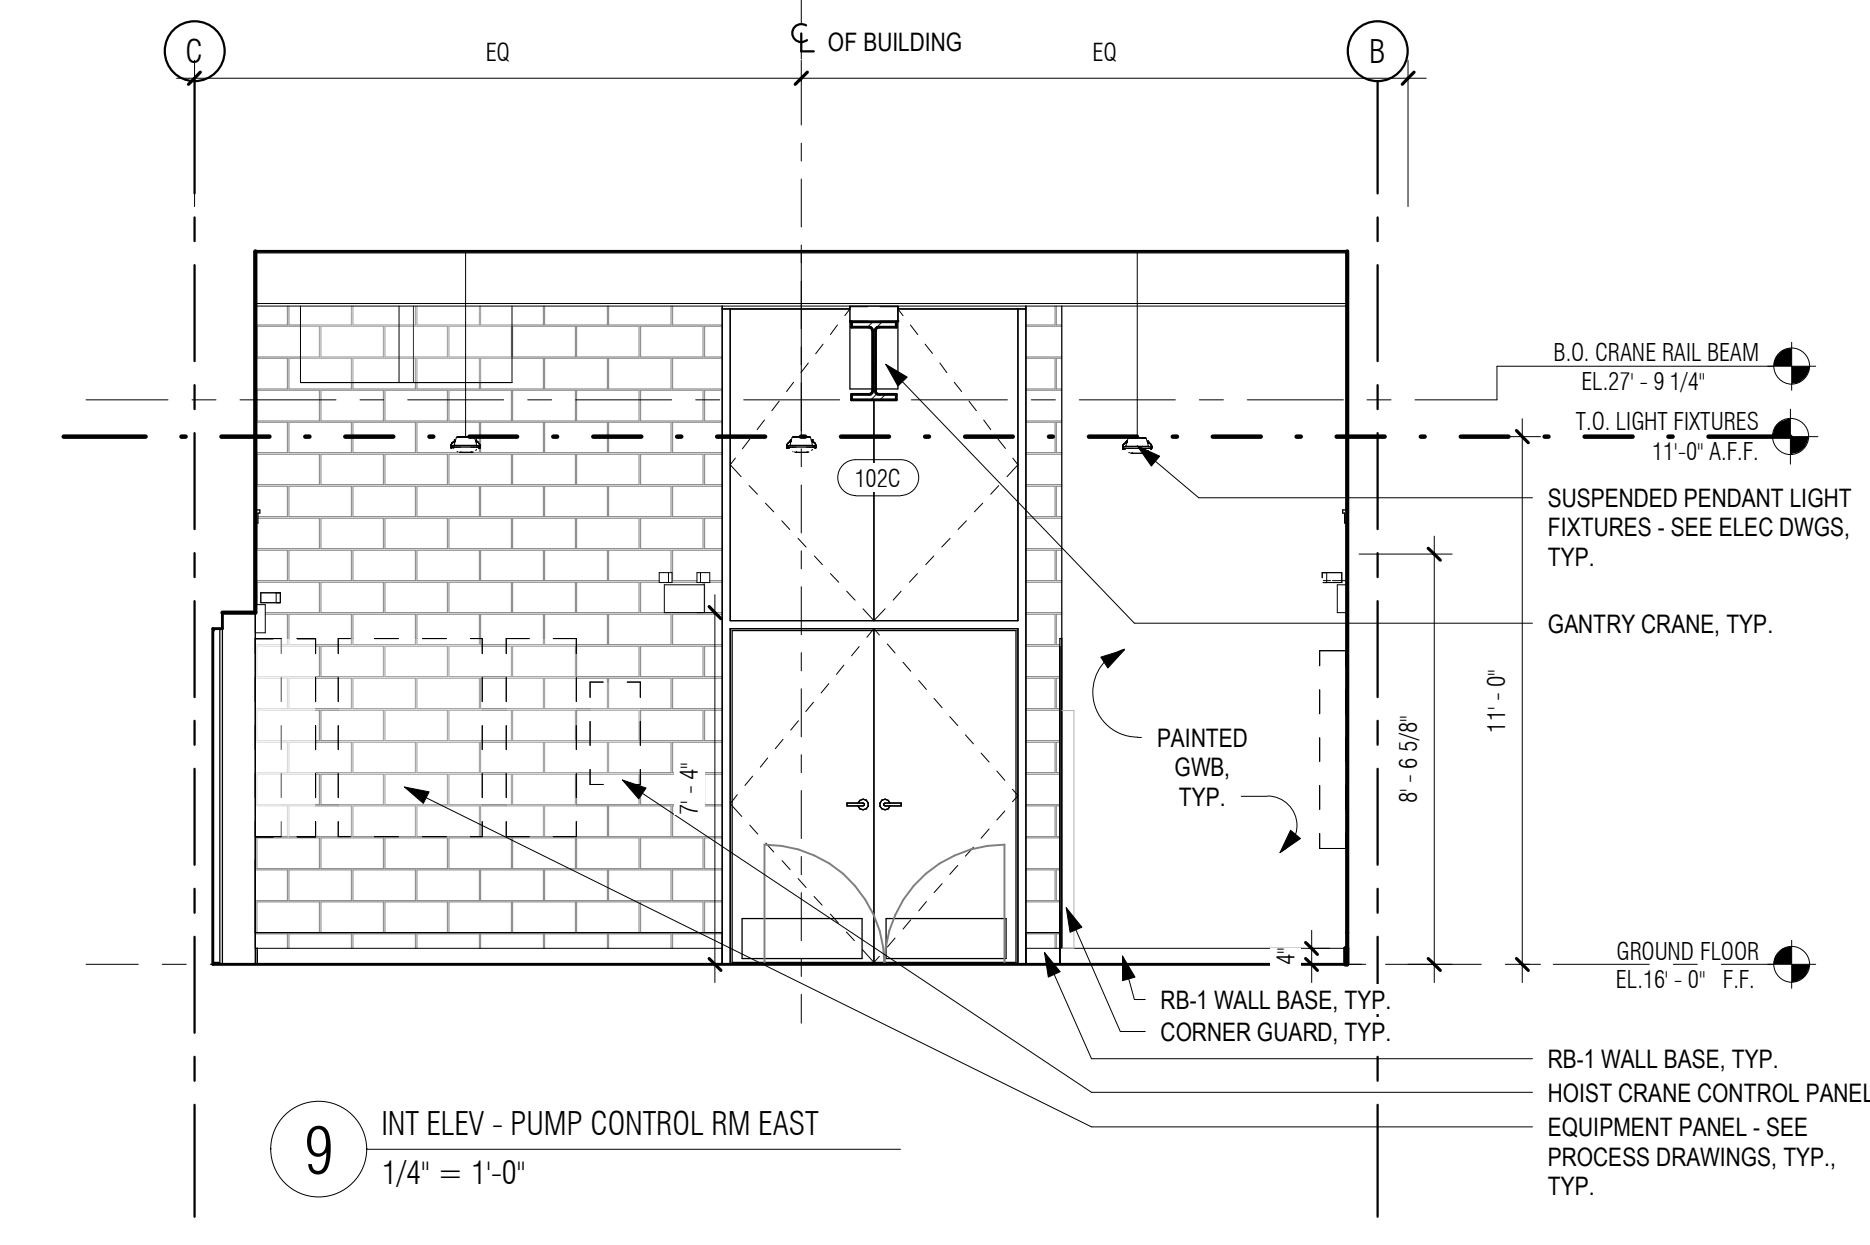 C
EQ
℄ OF BUILDING
EQ
B
B.O. CRANE RAIL BEAM
EL.27' - 9 1/4"
T.O. LIGHT FIXTURES
11'-0" A.F.F.
102C
SUSPENDED PENDANT LIGHT
FIXTURES - SEE ELEC DWGS,
TYP.
GANTRY CRANE, TYP.
11' - 0"
8' - 6 5/8"
7' - 4"
PAINTED
GWB,
TYP.
4"
GROUND FLOOR
EL.16' - 0" F.F.
RB-1 WALL BASE, TYP.
CORNER GUARD, TYP.
RB-1 WALL BASE, TYP.
HOIST CRANE CONTROL PANEL
EQUIPMENT PANEL - SEE
PROCESS DRAWINGS, TYP.,
TYP.
9
INT ELEV - PUMP CONTROL RM EAST
1/4" = 1'-0"